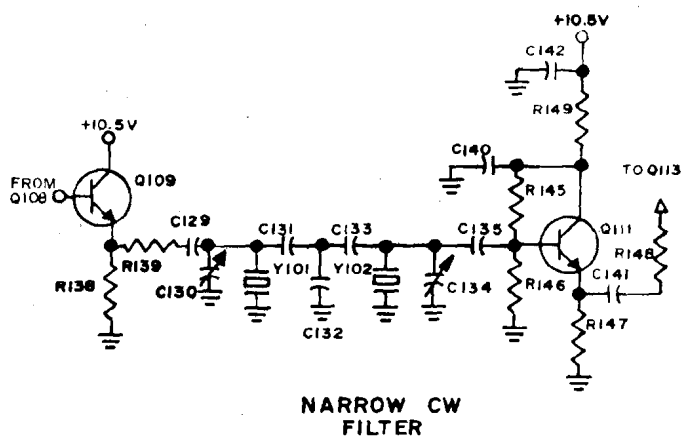 +10.5V
C142
R149
+10.5V
C140
TO Q113
FROM
Q108
Q109
R145
Q111
C129
C131
C133
C135
R148
R139
Y101
Y102
R146
C141
R138
C130
C134
C132
R147
NARROW CW
FILTER